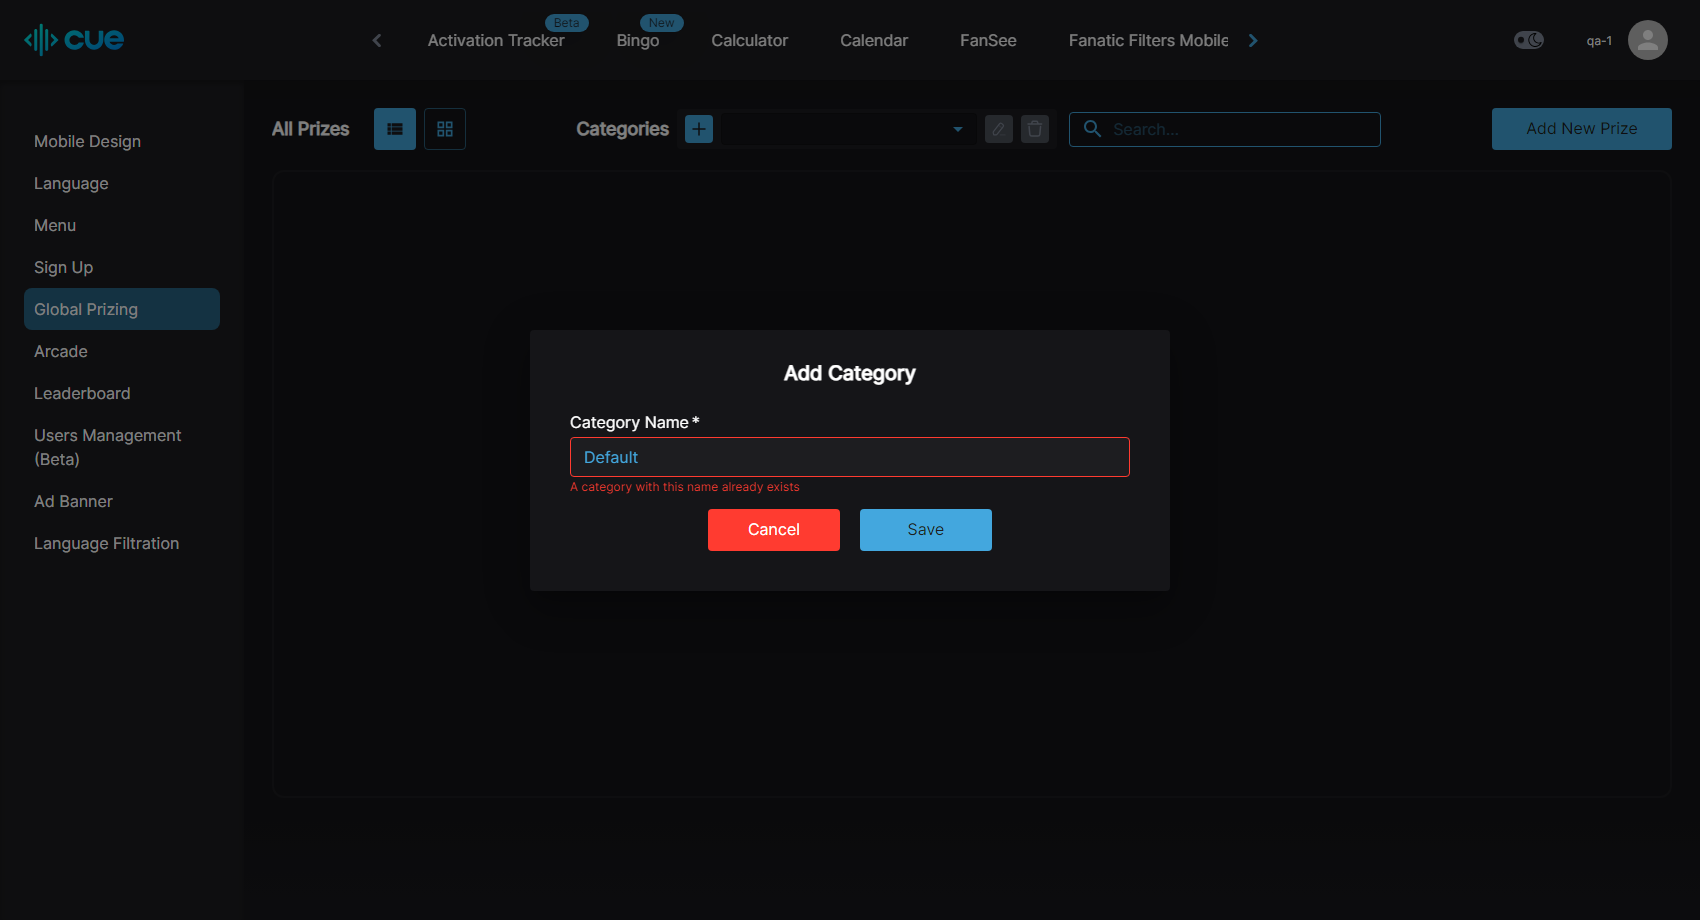 cue
Activation Tracker
Beta
Bingo
New
Calculator
Calendar
FanSee
Fanatic Filters Mobile
qa-1
Mobile Design
Language
Menu
Sign Up
Global Prizing
Arcade
Leaderboard
Users Management
(Beta)
Ad Banner
Language Filtration
All Prizes
Categories
Search...
Add New Prize
Add Category
Category Name *
Default
A category with this name already exists
Cancel
Save